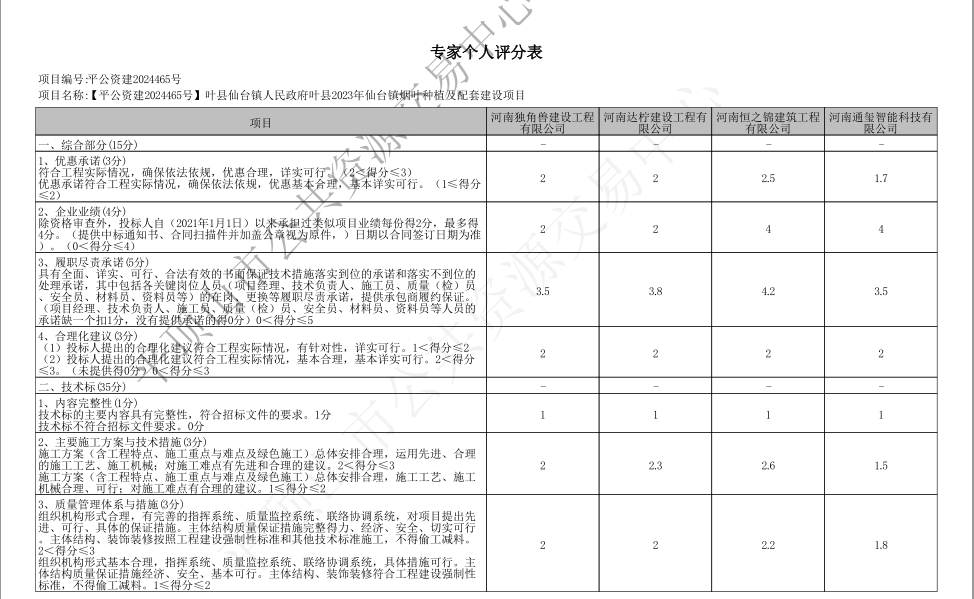 专家个人评分表
项目编号:平公资建2024465号
项目名称:【平公资建2024465号】叶县仙台镇人民政府叶县2023年仙台镇烟叶种植及配套建设项目
项目
河南独角兽建设工程有限公司
河南达柠建设工程有限公司
河南恒之锦建筑工程有限公司
河南通玺智能科技有限公司
一、综合部分(15分)
- - - -
1、优惠承诺(3分)
符合工程实际情况，确保依法依规，优惠合理，详实可行。（2＜得分≤3）
优惠承诺符合工程实际情况，确保依法依规，优惠基本合理，基本详实可行。（1≤得分
≤2）
2 2 2.5 1.7
2、企业业绩(4分)
除资格审查外，投标人自（2021年1月1日）以来承担过类似项目业绩每份得2分，最多得
4分。（提供中标通知书、合同扫描件并加盖公章视为原件，）日期以合同签订日期为准
）。（0＜得分≤4）
2 2 4 4
3、履职尽责承诺(5分)
具有全面、详实、可行、合法有效的书面保证技术措施落实到位的承诺和落实不到位的
处理承诺，其中包括各关键岗位人员（项目经理、技术负责人、施工员、质量（检）员
、安全员、材料员、资料员等）的在岗、更换等履职尽责承诺，提供承包商履约保证。
（项目经理、技术负责人、施工员、质量（检）员、安全员、材料员、资料员等人员的
承诺缺一个扣1分，没有提供承诺的得0分）0＜得分≤5
3.5 3.8 4.2 3.5
4、合理化建议(3分)
（1）投标人提出的合理化建议符合工程实际情况，有针对性，详实可行。1＜得分≤2
（2）投标人提出的合理化建议符合工程实际情况，基本合理，基本详实可行。2＜得分
≤3。（未提供得0分）0＜得分≤3
2 2 2 2
二、技术标(35分)
- - - -
1、内容完整性(1分)
技术标的主要内容具有完整性，符合招标文件的要求。1分
技术标不符合招标文件要求。0分
1 1 1 1
2、主要施工方案与技术措施(3分)
施工方案（含工程特点、施工重点与难点及绿色施工）总体安排合理，运用先进、合理
的施工工艺、施工机械；对施工难点有先进和合理的建议。2＜得分≤3
施工方案（含工程特点、施工重点与难点及绿色施工）总体安排合理，施工工艺、施工
机械合理、可行；对施工难点有合理的建议。1≤得分≤2
2 2.3 2.6 1.5
3、质量管理体系与措施(3分)
组织机构形式合理，有完善的指挥系统、质量监控系统、联络协调系统，对项目提出先
进、可行、具体的保证措施。主体结构质量保证措施完整得力、经济、安全、切实可行
。主体结构、装饰装修按照工程建设强制性标准和其他技术标准施工，不得偷工减料。
2＜得分≤3
组织机构形式基本合理，指挥系统、质量监控系统、联络协调系统，具体措施可行。主
体结构质量保证措施经济、安全、基本可行。主体结构、装饰装修符合工程建设强制性
标准，不得偷工减料。1≤得分≤2
2 2 2.2 1.8
平顶山市公共资源交易中心
市公共资源交易中心